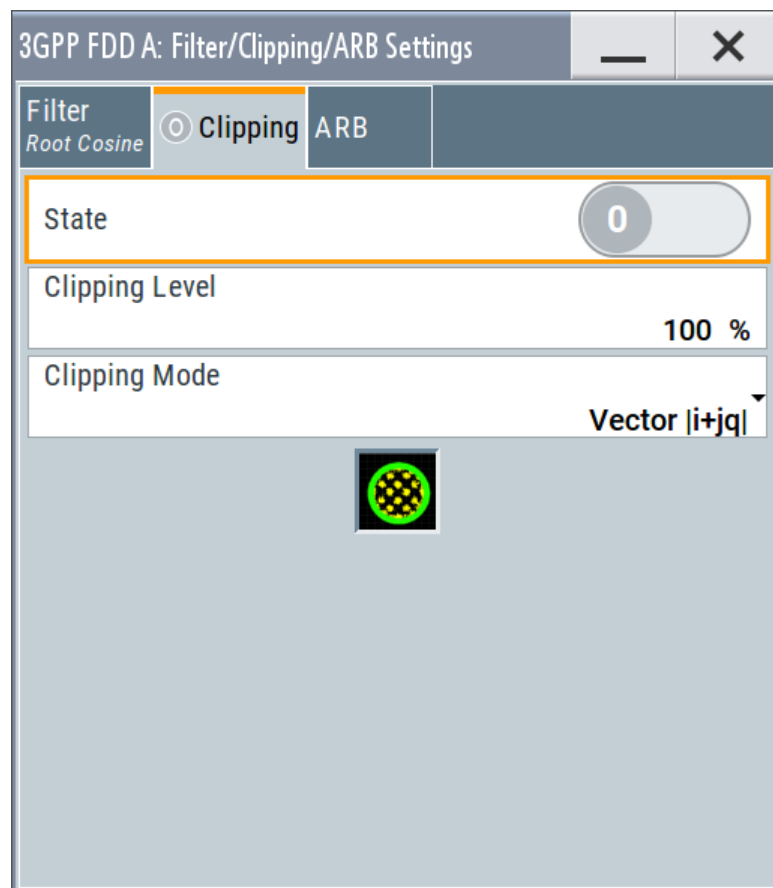 3GPP FDD A: Filter/Clipping/ARB Settings
Filter
Root Cosine
O Clipping
ARB
State
0
Clipping Level
100 %
Clipping Mode
Vector |i+jq|